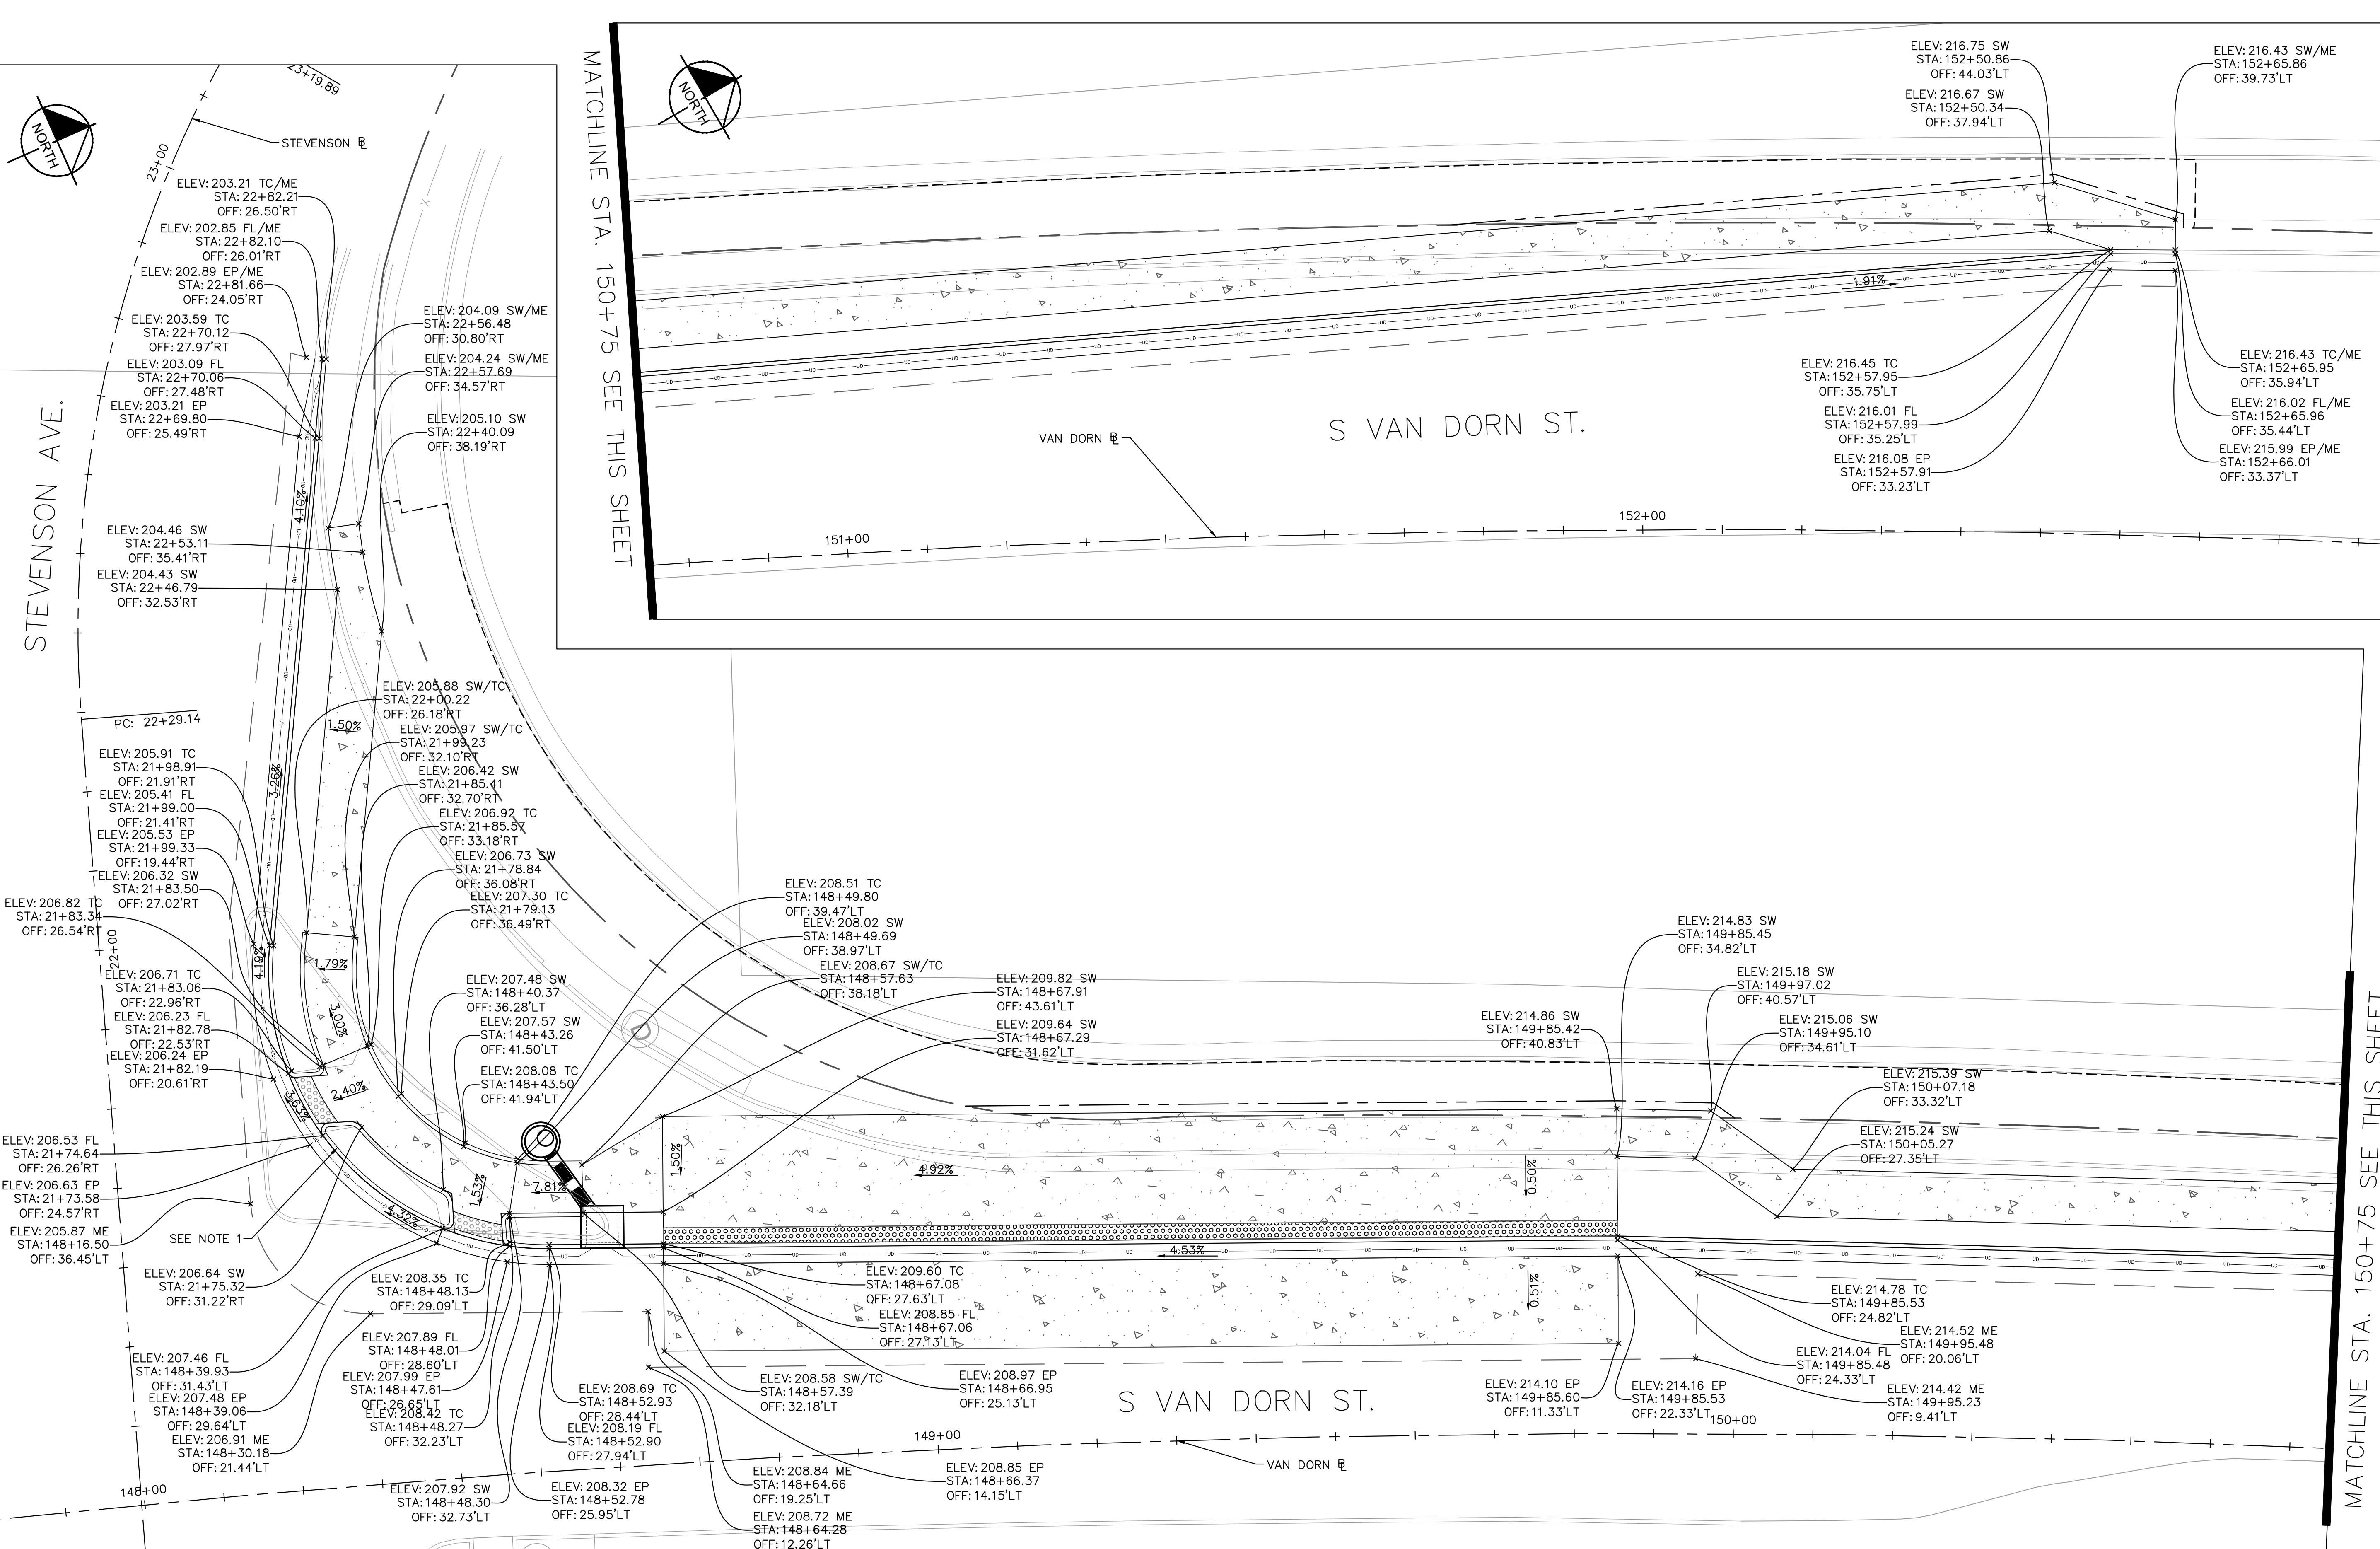 23+19.89
NORTH
STEVENSON BL
23+00
ELEV: 203.21 TC/ME
STA: 22+82.21
OFF: 26.50'RT
ELEV: 202.85 FL/ME
STA: 22+82.10
OFF: 26.01'RT
ELEV: 202.89 EP/ME
STA: 22+81.66
OFF: 24.05'RT
ELEV: 203.59 TC
STA: 22+70.12
OFF: 27.97'RT
ELEV: 203.09 FL
STA: 22+70.06
OFF: 27.48'RT
ELEV: 203.21 EP
STA: 22+69.80
OFF: 25.49'RT
ELEV: 204.09 SW/ME
STA: 22+56.48
OFF: 30.80'RT
ELEV: 204.24 SW/ME
STA: 22+57.69
OFF: 34.57'RT
ELEV: 205.10 SW
STA: 22+40.09
OFF: 38.19'RT
STEVENSON AVE.
4.10%
ELEV: 204.46 SW
STA: 22+53.11
OFF: 35.41'RT
ELEV: 204.43 SW
STA: 22+46.79
OFF: 32.53'RT
PC: 22+29.14
MATCHLINE STA. 150+75 SEE THIS SHEET
NORTH
ELEV: 216.75 SW
STA: 152+50.86
OFF: 44.03'LT
ELEV: 216.67 SW
STA: 152+50.34
OFF: 37.94'LT
ELEV: 216.43 SW/ME
STA: 152+65.86
OFF: 39.73'LT
1.91%
ELEV: 216.45 TC
STA: 152+57.95
OFF: 35.75'LT
ELEV: 216.01 FL
STA: 152+57.99
OFF: 35.25'LT
ELEV: 216.08 EP
STA: 152+57.91
OFF: 33.23'LT
ELEV: 216.43 TC/ME
STA: 152+65.95
OFF: 35.94'LT
ELEV: 216.02 FL/ME
STA: 152+65.96
OFF: 35.44'LT
ELEV: 215.99 EP/ME
STA: 152+66.01
OFF: 33.37'LT
S VAN DORN ST.
VAN DORN BL
151+00
152+00
ELEV: 205.88 SW/TC
STA: 22+00.22
OFF: 26.18'RT
1.50%
ELEV: 205.97 SW/TC
STA: 21+99.23
OFF: 32.10'RT
ELEV: 206.42 SW
STA: 21+85.41
OFF: 32.70'RT
ELEV: 206.92 TC
STA: 21+85.57
OFF: 33.18'RT
ELEV: 206.73 SW
STA: 21+78.84
OFF: 36.08'RT
ELEV: 207.30 TC
STA: 21+79.13
OFF: 36.49'RT
3.26%
ELEV: 205.91 TC
STA: 21+98.91
OFF: 21.91'RT
ELEV: 205.41 FL
STA: 21+99.00
OFF: 21.41'RT
ELEV: 205.53 EP
STA: 21+99.33
OFF: 19.44'RT
ELEV: 206.32 SW
STA: 21+83.50
OFF: 27.02'RT
ELEV: 206.82 TC
STA: 21+83.34
OFF: 26.54'RT
22+00
4.19%
1.79%
3.00%
2.40%
3.63%
ELEV: 206.71 TC
STA: 21+83.06
OFF: 22.96'RT
ELEV: 206.23 FL
STA: 21+82.78
OFF: 22.53'RT
ELEV: 206.24 EP
STA: 21+82.19
OFF: 20.61'RT
ELEV: 206.53 FL
STA: 21+74.64
OFF: 26.26'RT
ELEV: 206.63 EP
STA: 21+73.58
OFF: 24.57'RT
ELEV: 205.87 ME
STA: 148+16.50
OFF: 36.45'LT
SEE NOTE 1
ELEV: 206.64 SW
STA: 21+75.32
OFF: 31.22'RT
ELEV: 207.46 FL
STA: 148+39.93
OFF: 31.43'LT
ELEV: 207.48 EP
STA: 148+39.06
OFF: 29.64'LT
ELEV: 206.91 ME
STA: 148+30.18
OFF: 21.44'LT
148+00
ELEV: 207.48 SW
STA: 148+40.37
OFF: 36.28'LT
ELEV: 207.57 SW
STA: 148+43.26
OFF: 41.50'LT
ELEV: 208.08 TC
STA: 148+43.50
OFF: 41.94'LT
ELEV: 208.51 TC
STA: 148+49.80
OFF: 39.47'LT
ELEV: 208.02 SW
STA: 148+49.69
OFF: 38.97'LT
ELEV: 208.67 SW/TC
STA: 148+57.63
OFF: 38.18'LT
ELEV: 209.82 SW
STA: 148+67.91
OFF: 43.61'LT
ELEV: 209.64 SW
STA: 148+67.29
OFF: 31.62'LT
D
1.53%
7.81%
4.32%
1.50%
4.92%
0.50%
4.53%
0.51%
ELEV: 208.35 TC
STA: 148+48.13
OFF: 29.09'LT
ELEV: 207.89 FL
STA: 148+48.01
OFF: 28.60'LT
ELEV: 207.99 EP
STA: 148+47.61
OFF: 26.65'LT
ELEV: 208.42 TC
STA: 148+48.27
OFF: 32.23'LT
ELEV: 207.92 SW
STA: 148+48.30
OFF: 32.73'LT
ELEV: 208.69 TC
STA: 148+52.93
OFF: 28.44'LT
ELEV: 208.19 FL
STA: 148+52.90
OFF: 27.94'LT
ELEV: 208.32 EP
STA: 148+52.78
OFF: 25.95'LT
ELEV: 208.58 SW/TC
STA: 148+57.39
OFF: 32.18'LT
ELEV: 208.84 ME
STA: 148+64.66
OFF: 19.25'LT
ELEV: 208.72 ME
STA: 148+64.28
OFF: 12.26'LT
ELEV: 209.60 TC
STA: 148+67.08
OFF: 27.63'LT
ELEV: 208.85 FL
STA: 148+67.06
OFF: 27.13'LT
ELEV: 208.97 EP
STA: 148+66.95
OFF: 25.13'LT
ELEV: 208.85 EP
STA: 148+66.37
OFF: 14.15'LT
149+00
S VAN DORN ST.
VAN DORN BL
ELEV: 214.83 SW
STA: 149+85.45
OFF: 34.82'LT
ELEV: 214.86 SW
STA: 149+85.42
OFF: 40.83'LT
ELEV: 215.18 SW
STA: 149+97.02
OFF: 40.57'LT
ELEV: 215.06 SW
STA: 149+95.10
OFF: 34.61'LT
ELEV: 215.39 SW
STA: 150+07.18
OFF: 33.32'LT
ELEV: 215.24 SW
STA: 150+05.27
OFF: 27.35'LT
ELEV: 214.78 TC
STA: 149+85.53
OFF: 24.82'LT
ELEV: 214.52 ME
STA: 149+95.48
OFF: 20.06'LT
ELEV: 214.04 FL
STA: 149+85.48
OFF: 24.33'LT
ELEV: 214.42 ME
STA: 149+95.23
OFF: 9.41'LT
ELEV: 214.10 EP
STA: 149+85.60
OFF: 11.33'LT
ELEV: 214.16 EP
STA: 149+85.53
OFF: 22.33'LT
150+00
MATCHLINE STA. 150+75 SEE THIS SHEET